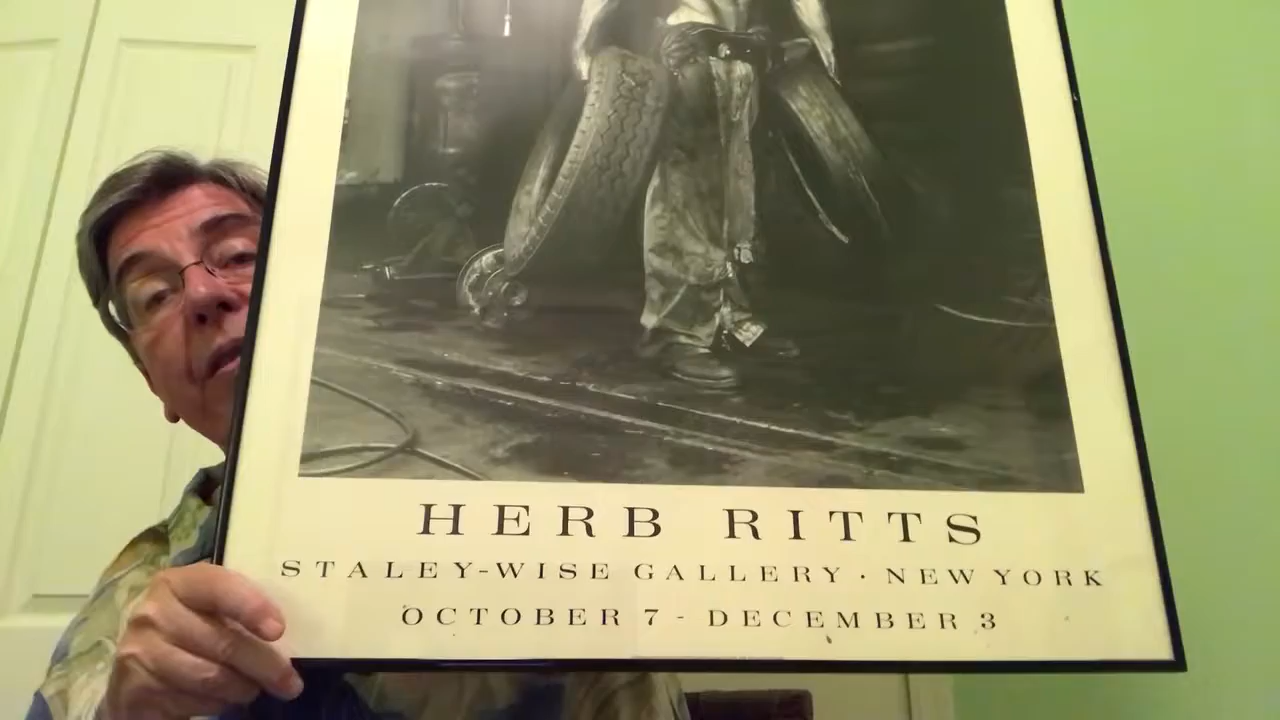 HERB RITTS
STALEY-WISE GALLERY · NEW YORK
OCTOBER 7 - DECEMBER 3